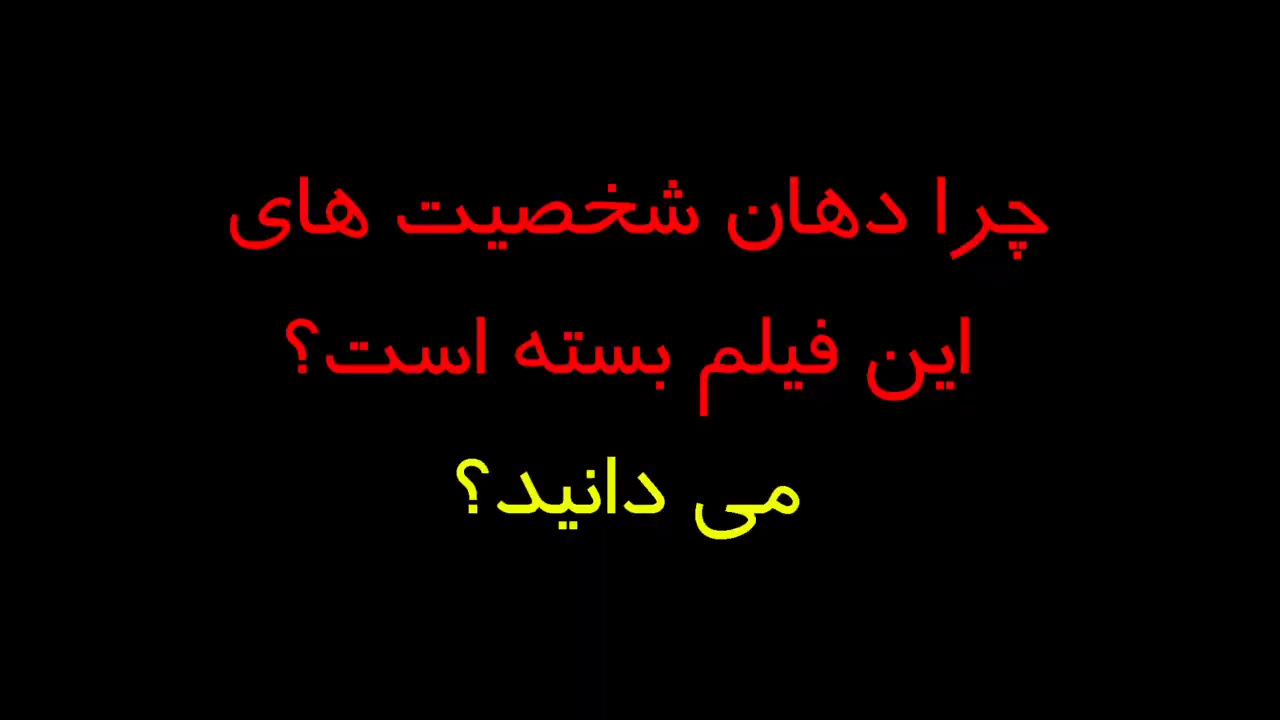 چرا دهان شخصیت های
این فیلم بسته است؟
می دانید؟